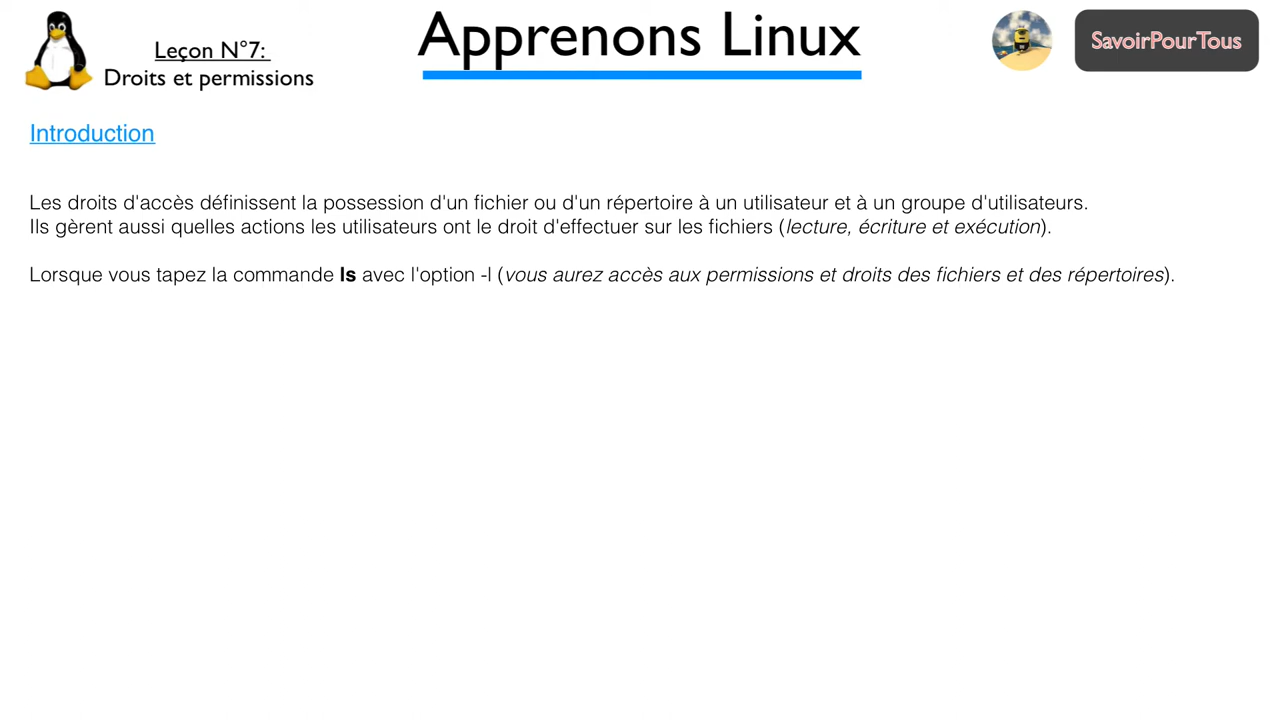 Leçon N°7:
Droits et permissions
Apprenons Linux
SavoirPourTous
Introduction
Les droits d'accès définissent la possession d'un fichier ou d'un répertoire à un utilisateur et à un groupe d'utilisateurs.
Ils gèrent aussi quelles actions les utilisateurs ont le droit d'effectuer sur les fichiers (lecture, écriture et exécution).
Lorsque vous tapez la commande ls avec l'option -l (vous aurez accès aux permissions et droits des fichiers et des répertoires).